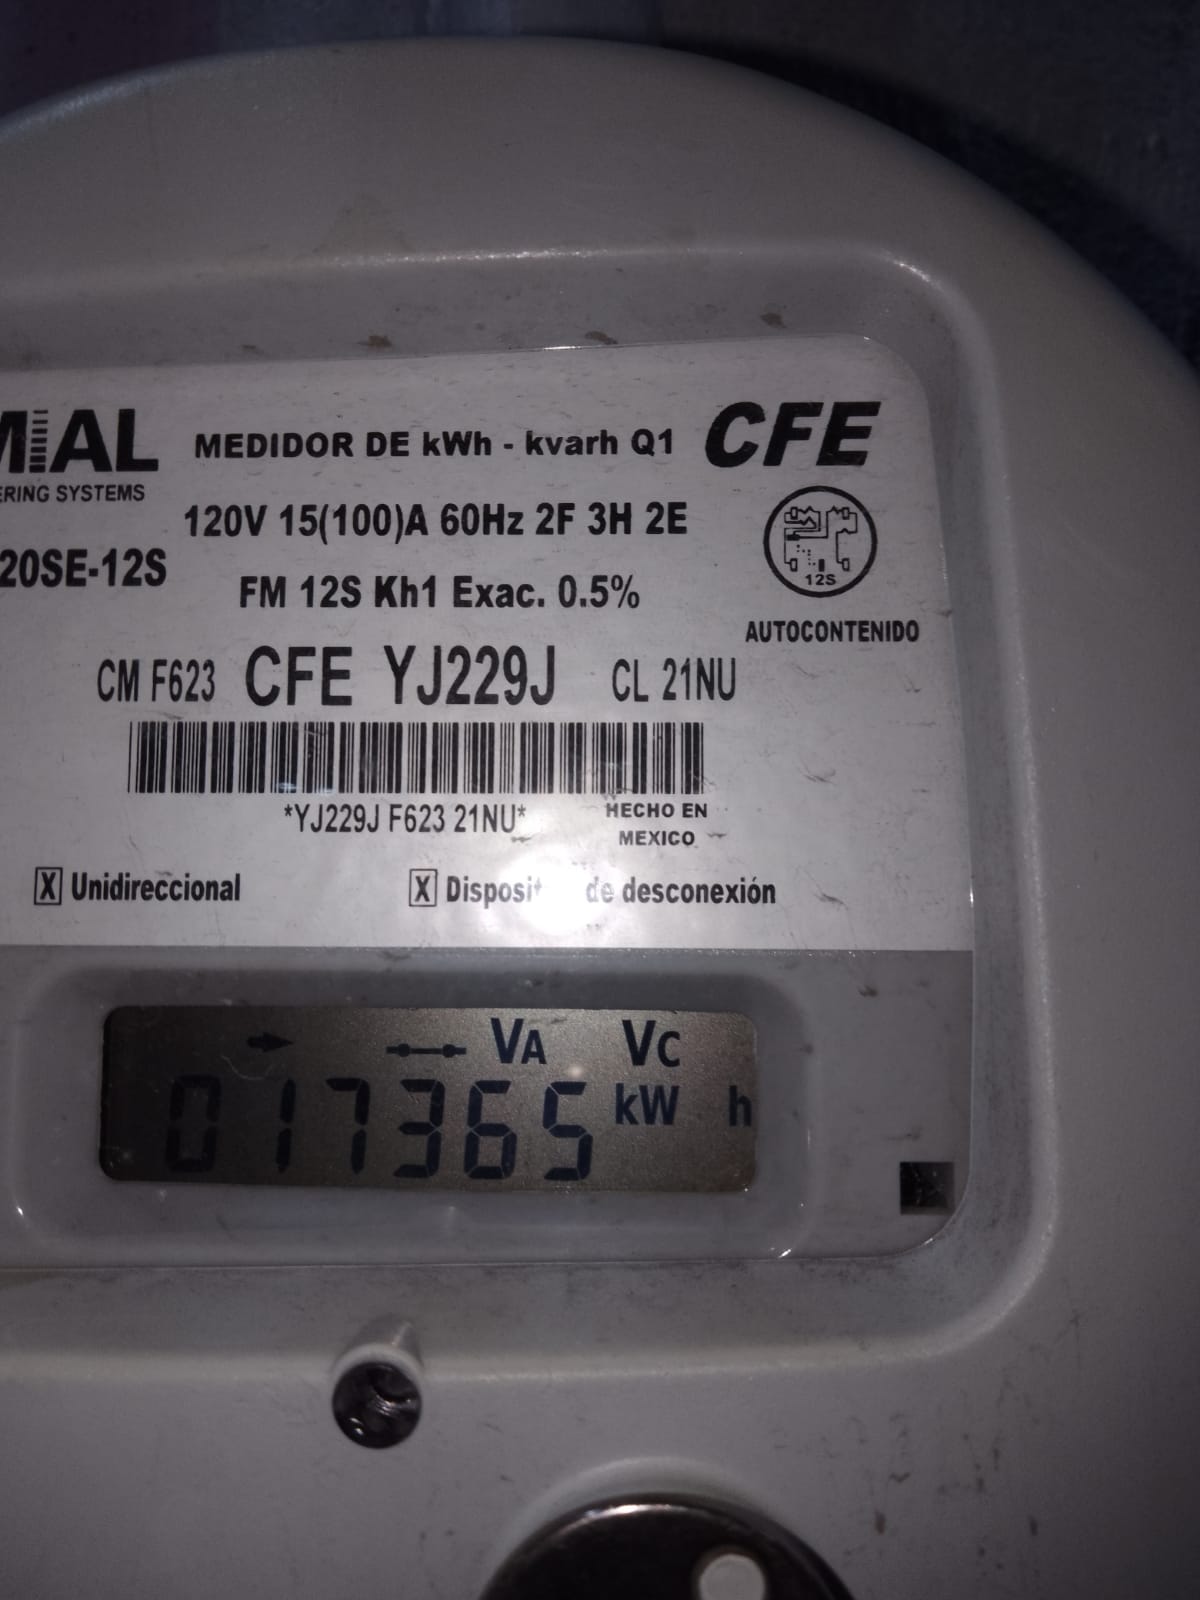 MIAL
ERING SYSTEMS
MEDIDOR DE kWh - kvarh Q1
CFE
120V 15(100)A 60Hz 2F 3H 2E
20SE-12S
FM 12S Kh1 Exac. 0.5%
12S
AUTOCONTENIDO
CM F623 CFE YJ229J CL 21NU
*YJ229J F623 21NU*
HECHO EN
MEXICO
X Unidireccional
X de desconexión
VA VC
017365 kW h